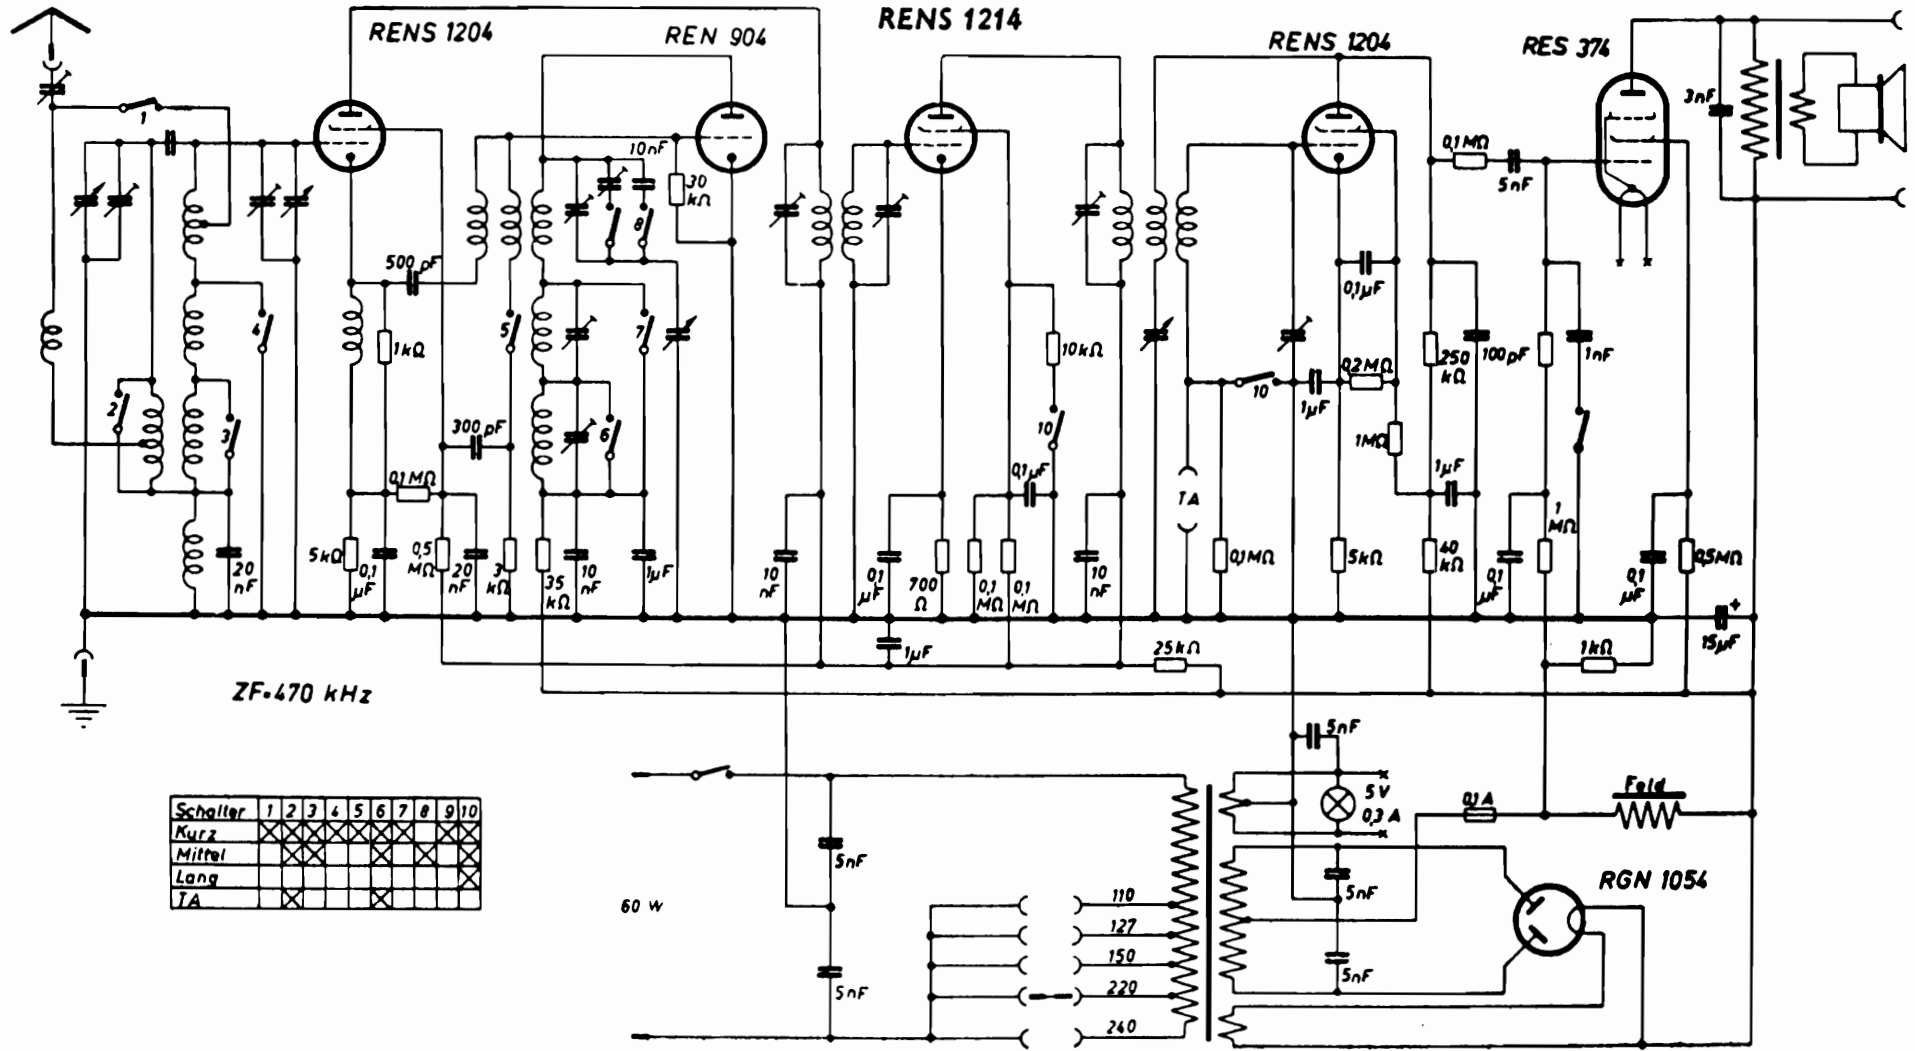 RENS 1204
REN 904
RENS 1214
RENS 1204
RES 374
1
10nF
30
kΩ
8
0,1MΩ
5nF
3nF
500 pF
1kΩ
4
5
7
10kΩ
0,1µF
250
kΩ
100pF
1nF
2
3
300 pF
6
10
10
1µF
0,2MΩ
1MΩ
0,1MΩ
0,1µF
TA
1µF
1
MΩ
20
nF
5kΩ
0,1
µF
0,5
MΩ
20
nF
3
kΩ
35
kΩ
10
nF
1µF
10
nF
0,1
µF
700
Ω
0,1
MΩ
0,1
MΩ
10
nF
0,1MΩ
5kΩ
40
kΩ
0,1
µF
0,1
µF
0,5MΩ
+
15µF
1µF
25kΩ
1kΩ
ZF=470 kHz
5nF
5V
0,3 A
0,1A
Feld
Schalter 1 2 3 4 5 6 7 8 9 10
Kurz
Mittel
Lang
TA
60 W
5nF
5nF
110
127
150
220
240
5nF
5nF
RGN 1054